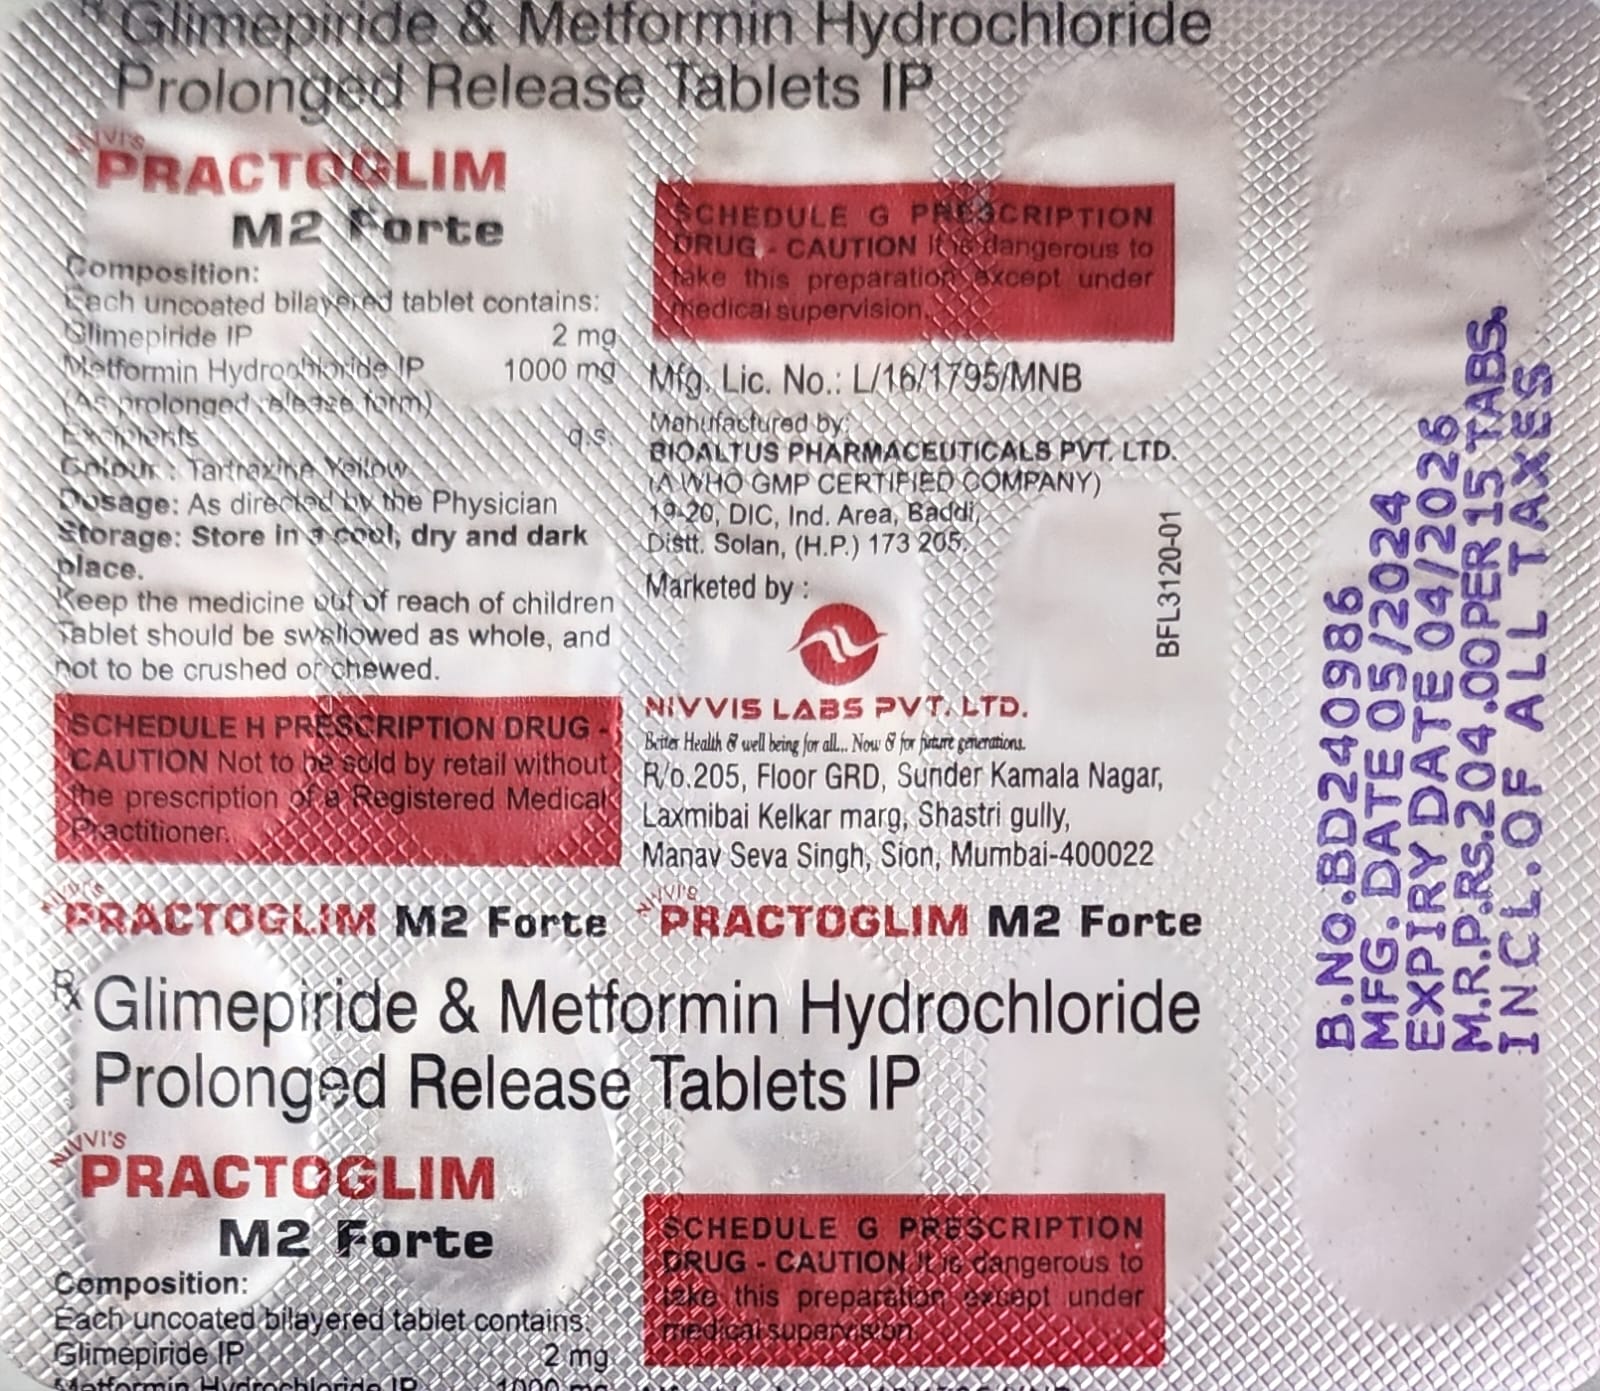 Glimepiride & Metformin Hydrochloride
Prolonged Release Tablets IP
NIVVI'S
PRACTOGLIM
M2 Forte
Composition:
Each uncoated bilayered tablet contains:
Glimepiride IP 2 mg
Metformin Hydrochloride IP 1000 mg
(As prolonged release form)
Excipients q.s.
Colour : Tartrazine Yellow
Dosage: As directed by the Physician
Storage: Store in a cool, dry and dark
place.
Keep the medicine out of reach of children
Tablet should be swallowed as whole, and
not to be crushed or chewed.
SCHEDULE H PRESCRIPTION DRUG -
CAUTION Not to be sold by retail without
the prescription of a Registered Medical
Practitioner.
SCHEDULE G PRESCRIPTION
DRUG - CAUTION It is dangerous to
take this preparation except under
medical supervision.
Mfg. Lic. No.: L/16/1795/MNB
Manufactured by:
BIOALTUS PHARMACEUTICALS PVT. LTD.
(A WHO GMP CERTIFIED COMPANY)
19-20, DIC, Ind. Area, Baddi,
Distt. Solan, (H.P.) 173 205.
Marketed by :
NIVVIS LABS PVT. LTD.
Better Health & well being for all... Now & for future generations.
R/o.205, Floor GRD, Sunder Kamala Nagar,
Laxmibai Kelkar marg, Shastri gully,
Manav Seva Singh, Sion, Mumbai-400022
BFL3120-01
B.No.BD240986
MFG.DATE 05/2024
EXPIRY DATE 04/2026
M.R.P.Rs.204.00PER 15 TABS.
INCL.OF ALL TAXES
NIVVI'S
PRACTOGLIM M2 Forte
NIVVI'S
PRACTOGLIM M2 Forte
Rx Glimepiride & Metformin Hydrochloride
Prolonged Release Tablets IP
NIVVI'S
PRACTOGLIM
M2 Forte
Composition:
Each uncoated bilayered tablet contains:
Glimepiride IP 2 mg
Metformin Hydrochloride IP 1000 mg
SCHEDULE G PRESCRIPTION
DRUG - CAUTION It is dangerous to
take this preparation except under
medical supervision